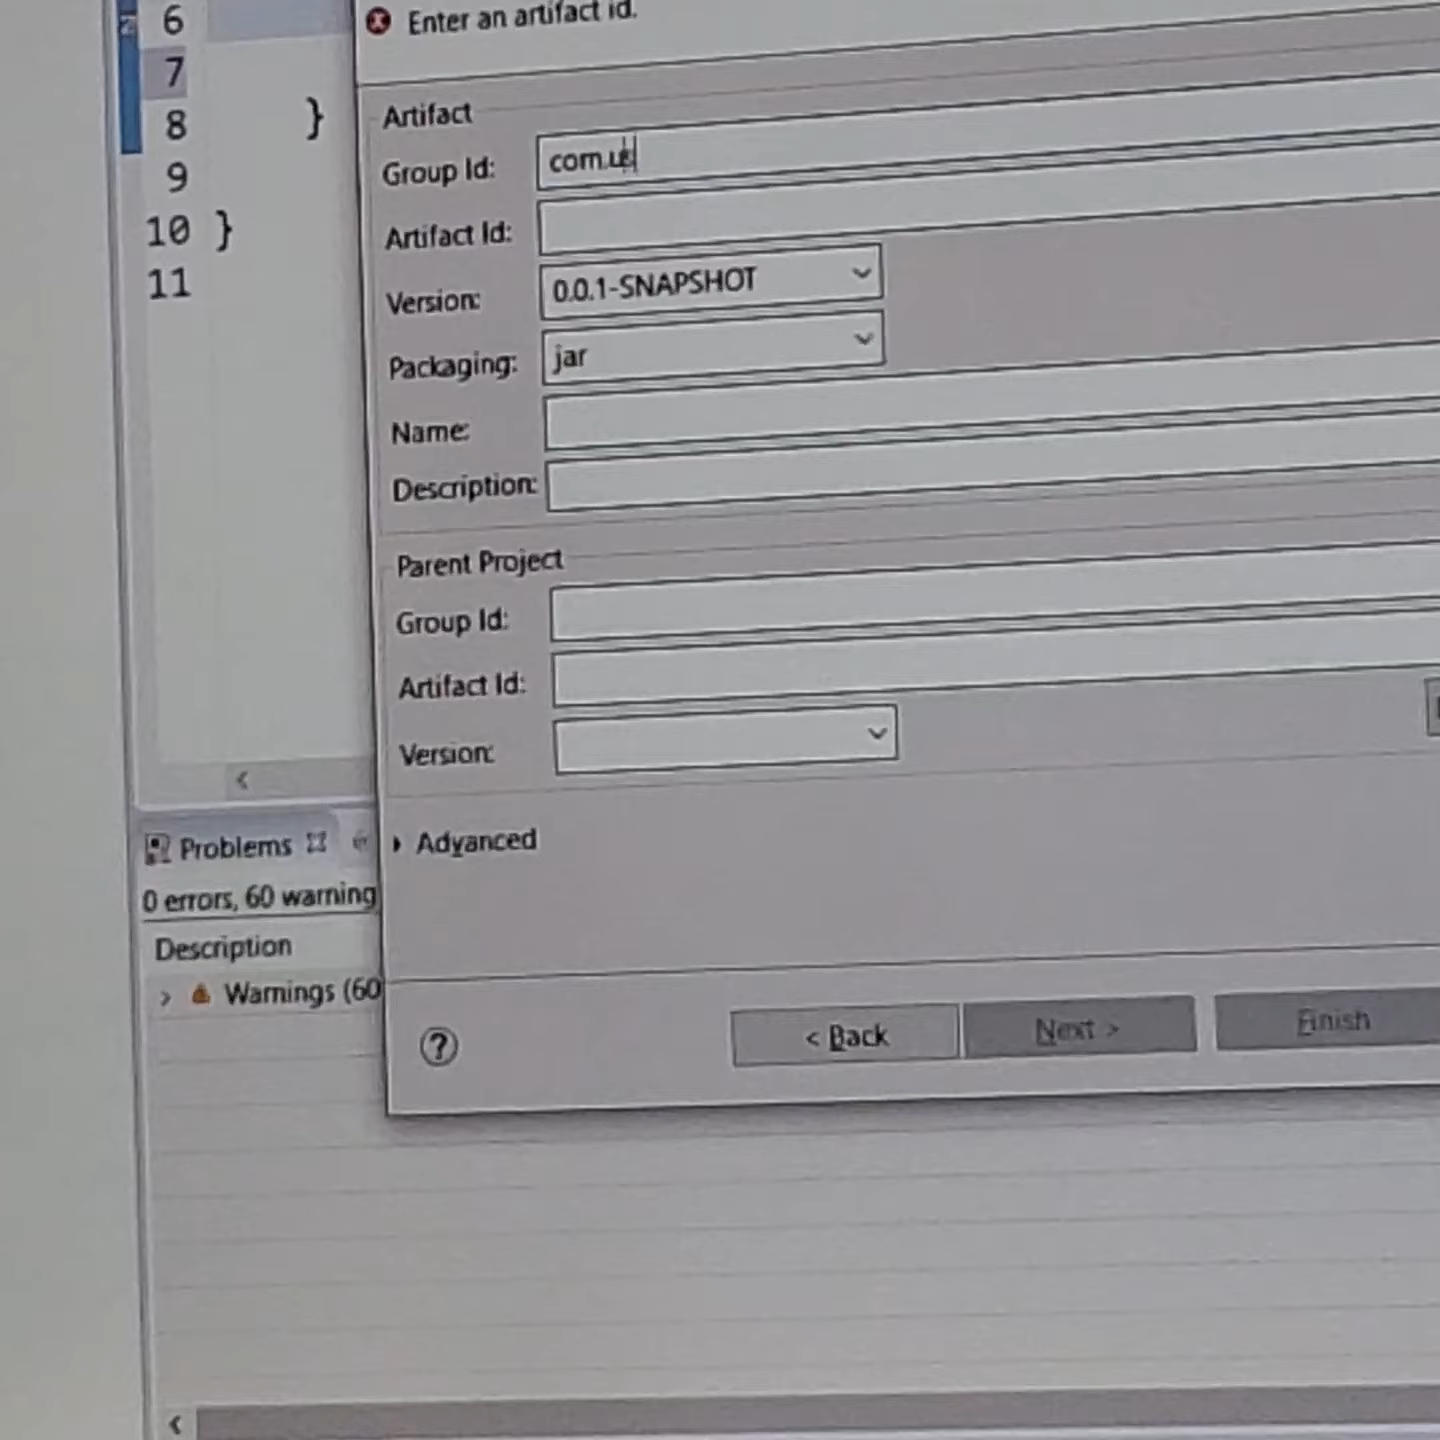 6
Enter an artifact id.
7
8 }
9
10 }
11
Artifact
Group Id:
Artifact Id:
Version: 0.0.1-SNAPSHOT
Packaging: jar
Name:
Description:
Parent Project
Group Id:
Artifact Id:
Version:
Advanced
Problems
0 errors, 60 warning
Description
Warnings (60
< Back
Next >
Finish